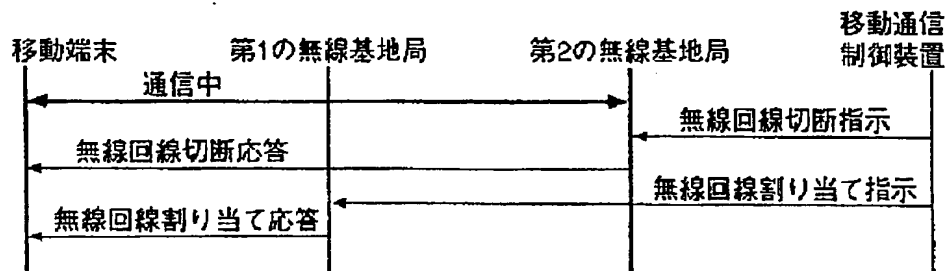 移動端末
第1の無線基地局
第2の無線基地局
移動通信
制御装置
通信中
無線回線切断指示
無線回線切断応答
無線回線割り当て指示
無線回線割り当て応答